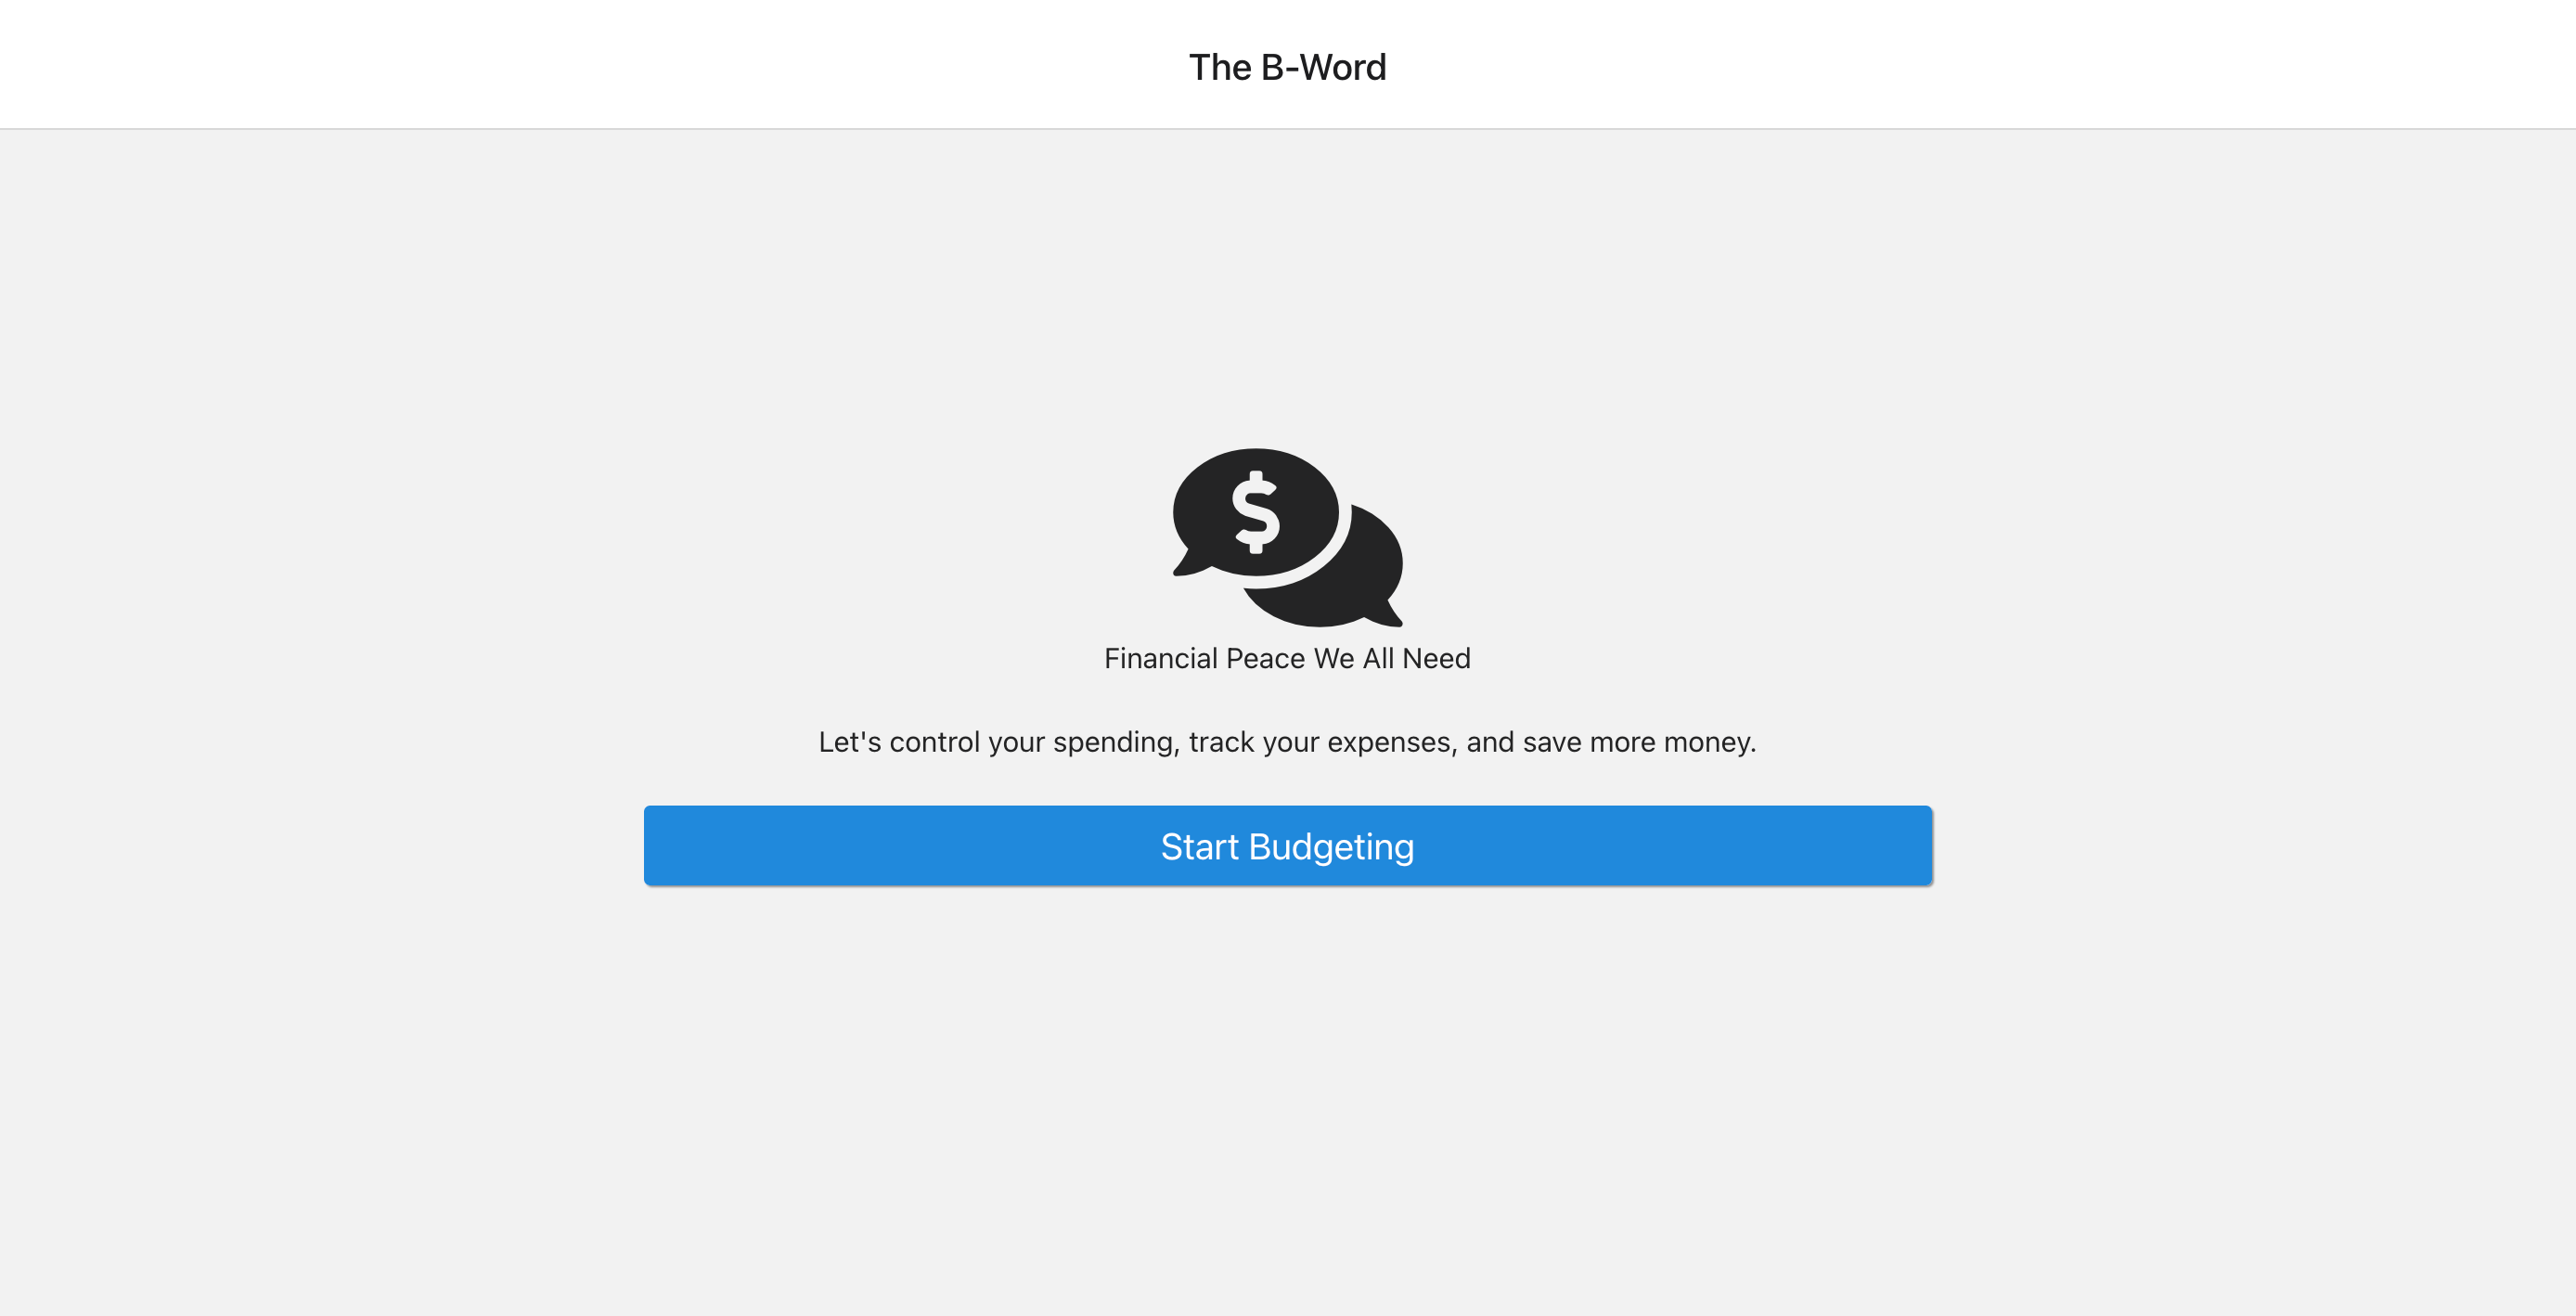 The B-Word
$
Financial Peace We All Need
Let's control your spending, track your expenses, and save more money.
Start Budgeting